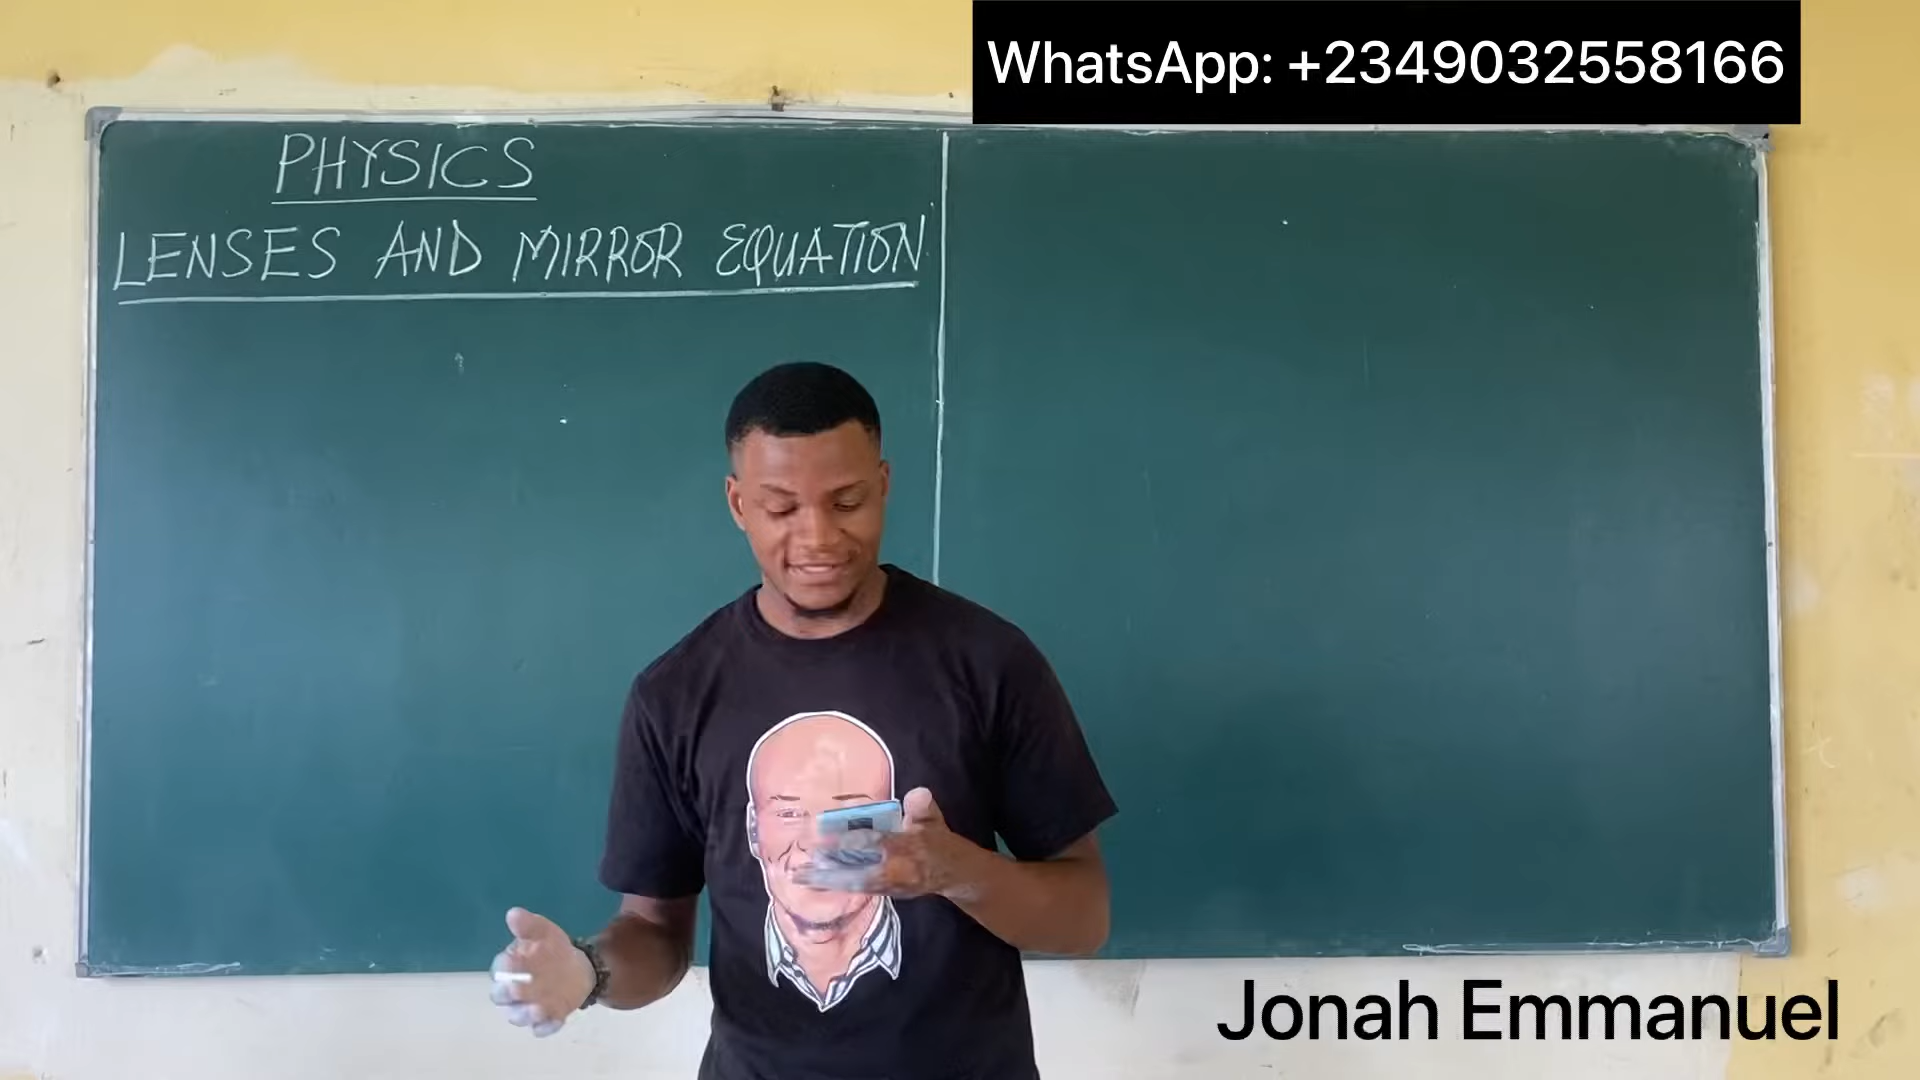 WhatsApp: +2349032558166
PHYSICS
LENSES AND MIRROR EQUATION
Jonah Emmanuel